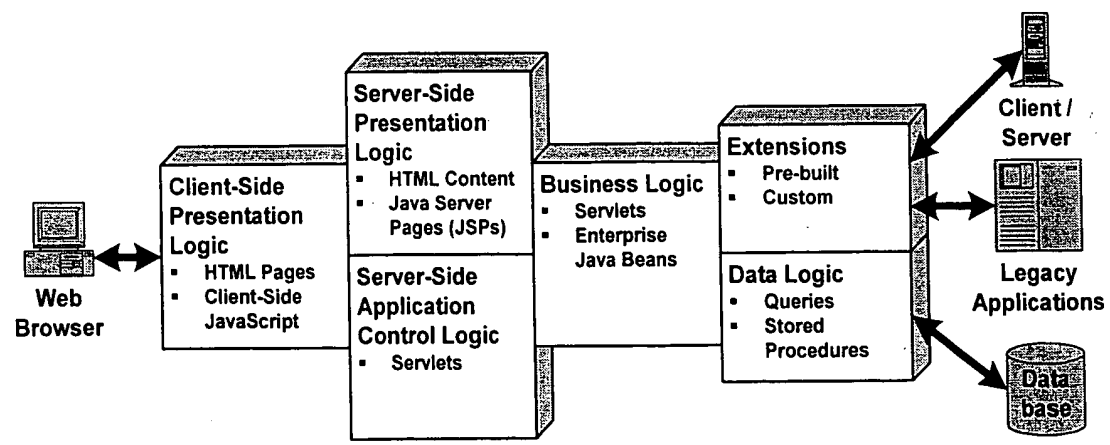 Web
Browser
Client-Side
Presentation
Logic
▪ HTML Pages
▪ Client-Side
JavaScript
Server-Side
Presentation
Logic
▪ HTML Content
▪ Java Server
Pages (JSPs)
Server-Side
Application
Control Logic
▪ Servlets
Business Logic
▪ Servlets
▪ Enterprise
Java Beans
Extensions
▪ Pre-built
▪ Custom
Data Logic
▪ Queries
▪ Stored
Procedures
Client /
Server
Legacy
Applications
Data
base